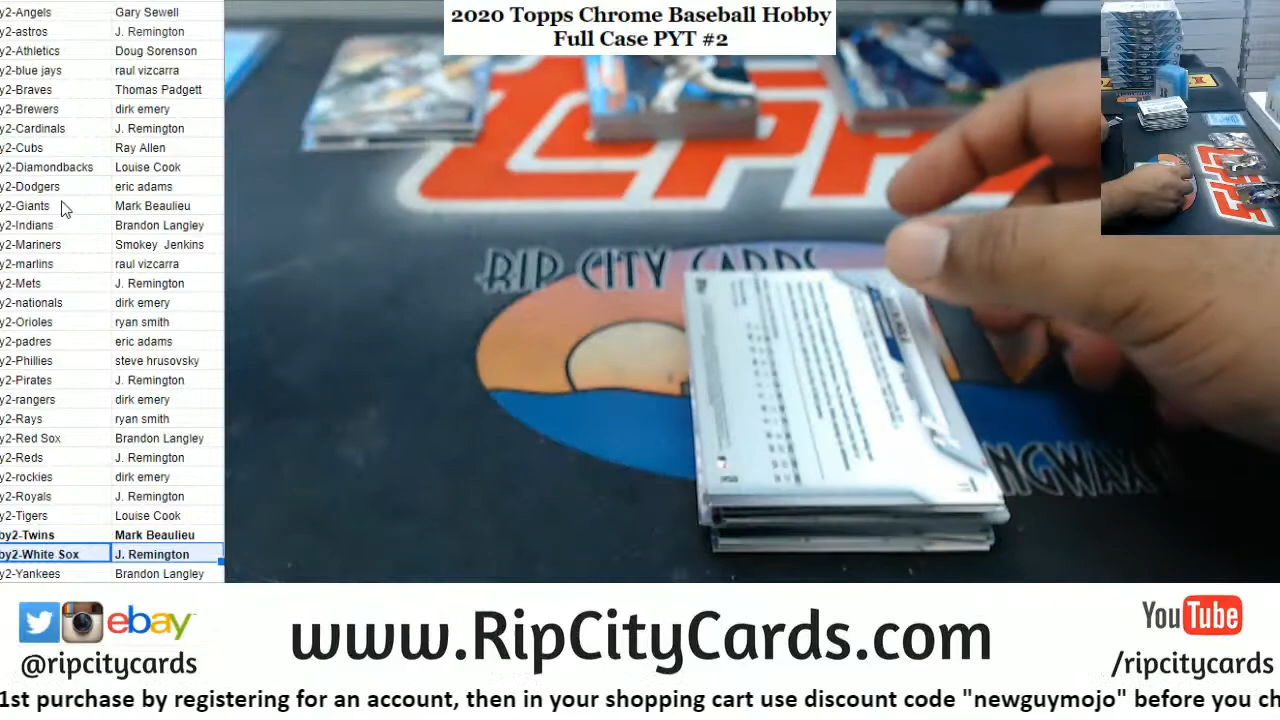 2020 Topps Chrome Baseball Hobby
Full Case PYT #2
y2-Angels Gary Sewell
y2-astros J. Remington
y2-Athletics Doug Sorenson
y2-blue jays raul vizcarra
y2-Braves Thomas Padgett
y2-Brewers dirk emery
y2-Cardinals J. Remington
y2-Cubs Ray Allen
y2-Diamondbacks Louise Cook
y2-Dodgers eric adams
y2-Giants Mark Beaulieu
y2-Indians Brandon Langley
y2-Mariners Smokey Jenkins
y2-marlins raul vizcarra
y2-Mets J. Remington
y2-nationals dirk emery
y2-Orioles ryan smith
y2-padres eric adams
y2-Phillies steve hrusovsky
y2-Pirates J. Remington
y2-rangers dirk emery
y2-Rays ryan smith
y2-Red Sox Brandon Langley
y2-Reds J. Remington
y2-rockies dirk emery
y2-Royals J. Remington
y2-Tigers Louise Cook
by2-Twins Mark Beaulieu
by2-White Sox J. Remington
y2-Yankees Brandon Langley
RIP CITY CARDS
NGWAX
ebay
@ripcitycards
www.RipCityCards.com
YouTube
/ripcitycards
1st purchase by registering for an account, then in your shopping cart use discount code "newguymojo" before you ch